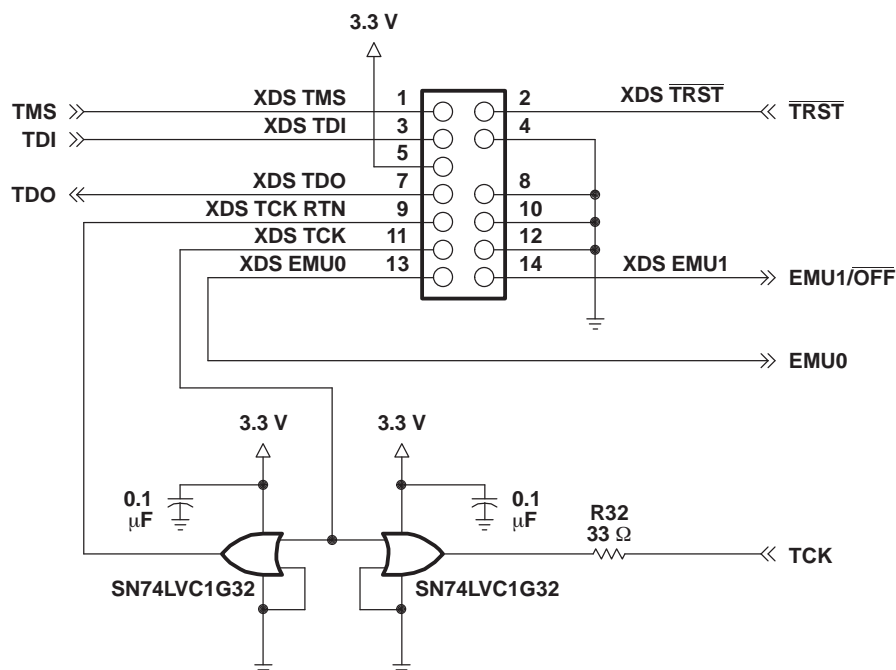 3.3 V
XDS TMS 1 2 XDS TRST
TMS TRST
XDS TDI 3 4
TDI
5
XDS TDO 7 8
TDO
XDS TCK RTN 9 10
XDS TCK 11 12
XDS EMU0 13 14 XDS EMU1
EMU1/OFF
EMU0
3.3 V 3.3 V
0.1 µF 0.1 µF
R32
33 Ω
TCK
SN74LVC1G32 SN74LVC1G32